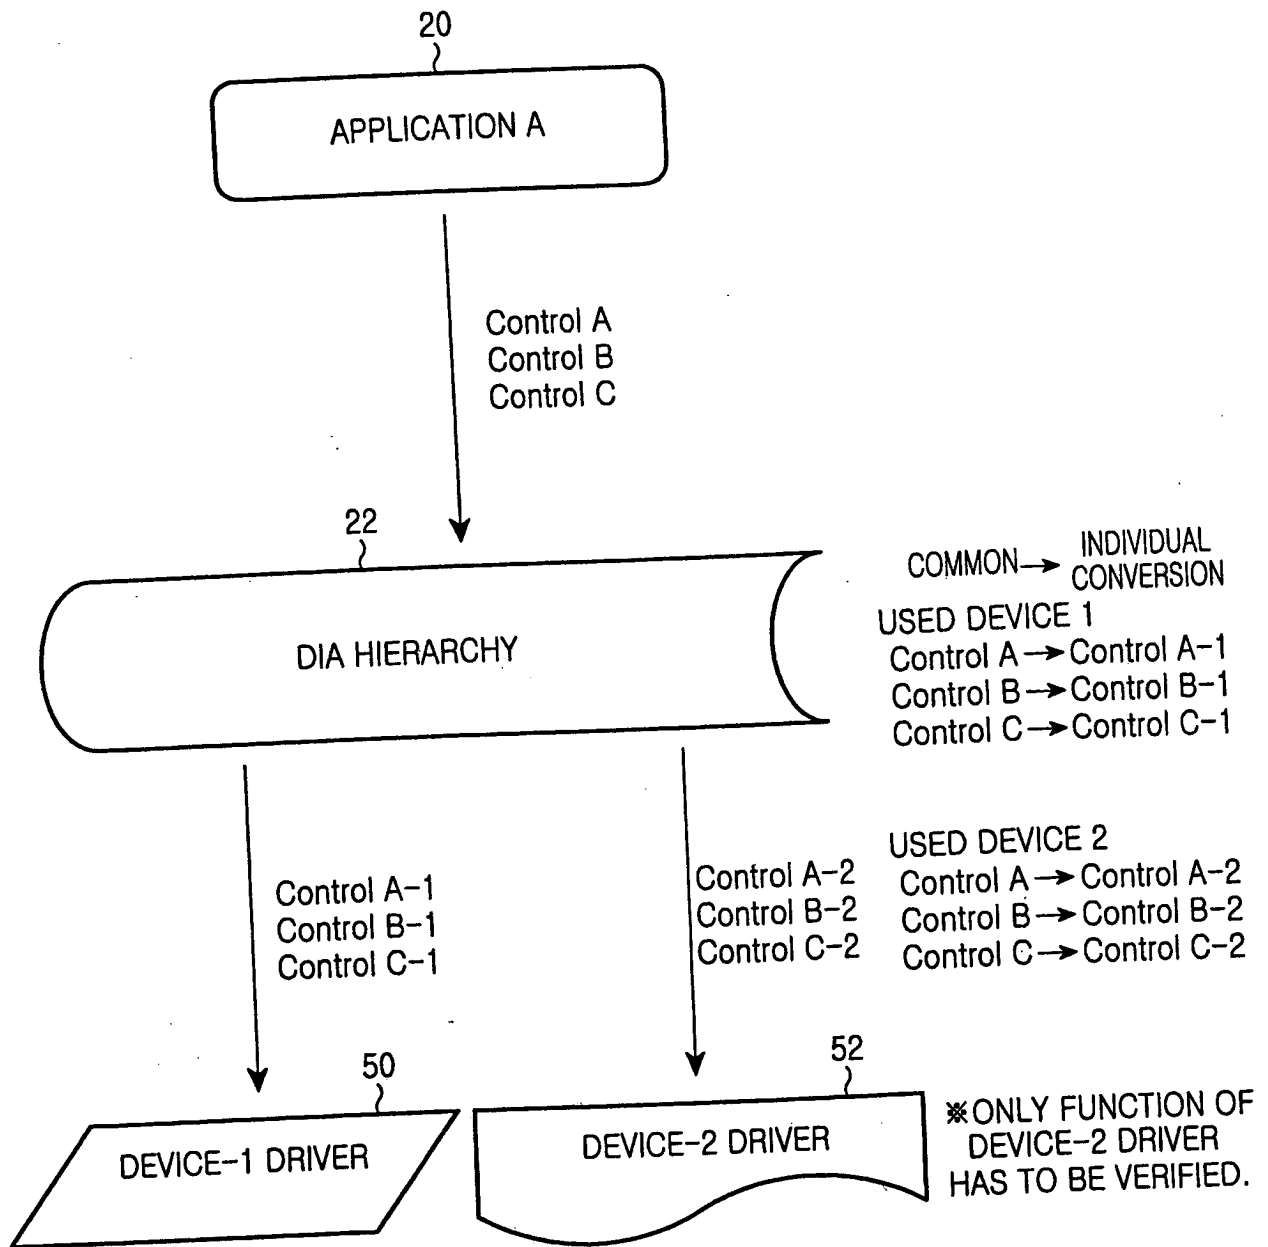 20
APPLICATION A
Control A
Control B
Control C
22
DIA HIERARCHY
COMMON→INDIVIDUAL CONVERSION
USED DEVICE 1
Control A→Control A-1
Control B→Control B-1
Control C→Control C-1
Control A-1
Control B-1
Control C-1
Control A-2
Control B-2
Control C-2
USED DEVICE 2
Control A→Control A-2
Control B→Control B-2
Control C→Control C-2
50
DEVICE-1 DRIVER
52
DEVICE-2 DRIVER
※ONLY FUNCTION OF
DEVICE-2 DRIVER
HAS TO BE VERIFIED.